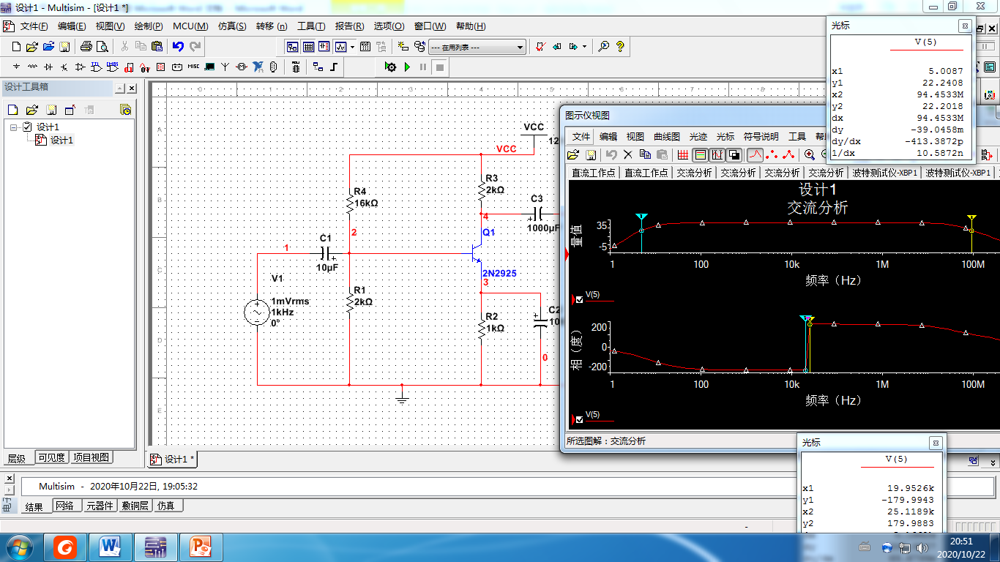 设计1 - Multisim - [设计1 *]
文件(F) 编辑(E) 视图(V) 绘制(P) MCU(M) 仿真(S) 转移 (n) 工具(T) 报告(R) 选项(O) 窗口(W) 帮助(H)
--- 在用列表 ---
MISC
设计工具箱
设计1
设计1
层级 可见度 项目视图
0 1 2 3 4 5 6 7 8
A
B
C
D
E
VCC
VCC
R3
2kΩ
R4
16kΩ
C3
1000µF
4
Q1
2
1
C1
10µF
2N2925
3
V1
1mVrms
1kHz
0°
R1
2kΩ
R2
1kΩ
0
设计1 *
图示仪视图
文件 编辑 视图 曲线图 光迹 光标 符号说明 工具
直流工作点 直流工作点 交流分析 交流分析 交流分析 交流分析 波特测试仪-XBP1 波特测试仪-XBP1
设计1
交流分析
量值
35
-5
1 100 10k 1M 100M
频率（Hz）
V(5)
相（度）
200
0
-200
1 100 10k 1M 100M
频率（Hz）
V(5)
所选图解：交流分析
光标
V(5)
x1 5.0087
y1 22.2408
x2 94.4533M
y2 22.2018
dx 94.4533M
dy -39.0458m
dy/dx -413.3872p
1/dx 10.5872n
光标
V(5)
x1 19.9526k
y1 -179.9943
x2 25.1189k
y2 179.9883
Multisim - 2020年10月22日, 19:05:32
结果 网络 元器件 敷铜层 仿真
20:51
2020/10/22